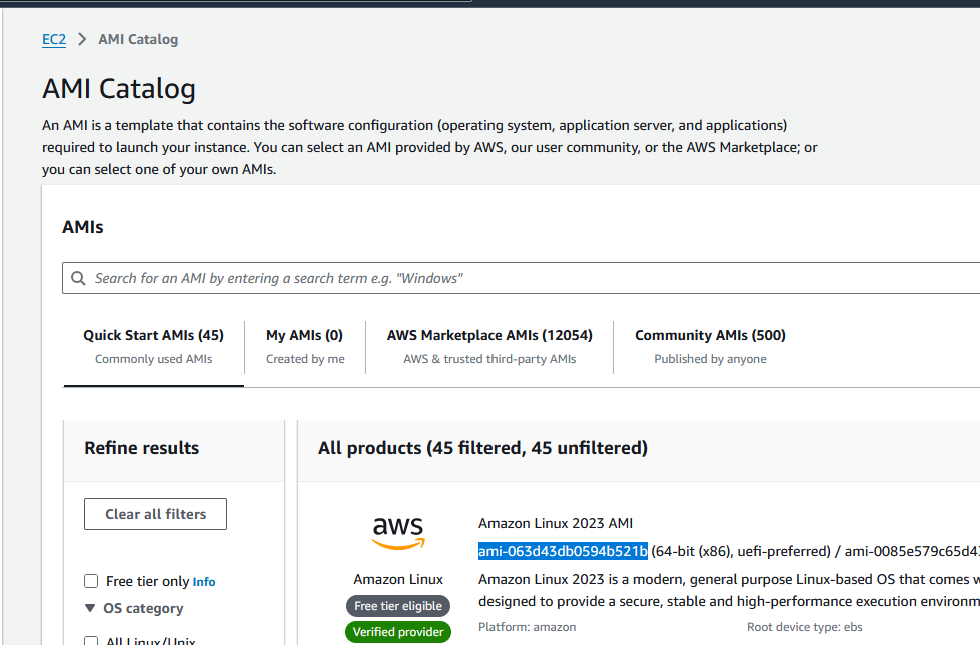 EC2 > AMI Catalog
AMI Catalog
An AMI is a template that contains the software configuration (operating system, application server, and applications)
required to launch your instance. You can select an AMI provided by AWS, our user community, or the AWS Marketplace; or
you can select one of your own AMIs.
AMIs
Search for an AMI by entering a search term e.g. "Windows"
Quick Start AMIs (45)
Commonly used AMIs
My AMIs (0)
Created by me
AWS Marketplace AMIs (12054)
AWS & trusted third-party AMIs
Community AMIs (500)
Published by anyone
Refine results
Clear all filters
Free tier only Info
OS category
All Linux/Unix
All products (45 filtered, 45 unfiltered)
aws
Amazon Linux
Free tier eligible
Verified provider
Amazon Linux 2023 AMI
ami-063d43db0594b521b (64-bit (x86), uefi-preferred) / ami-0085e579c65d43
Amazon Linux 2023 is a modern, general purpose Linux-based OS that comes
designed to provide a secure, stable and high-performance execution environm
Platform: amazon
Root device type: ebs